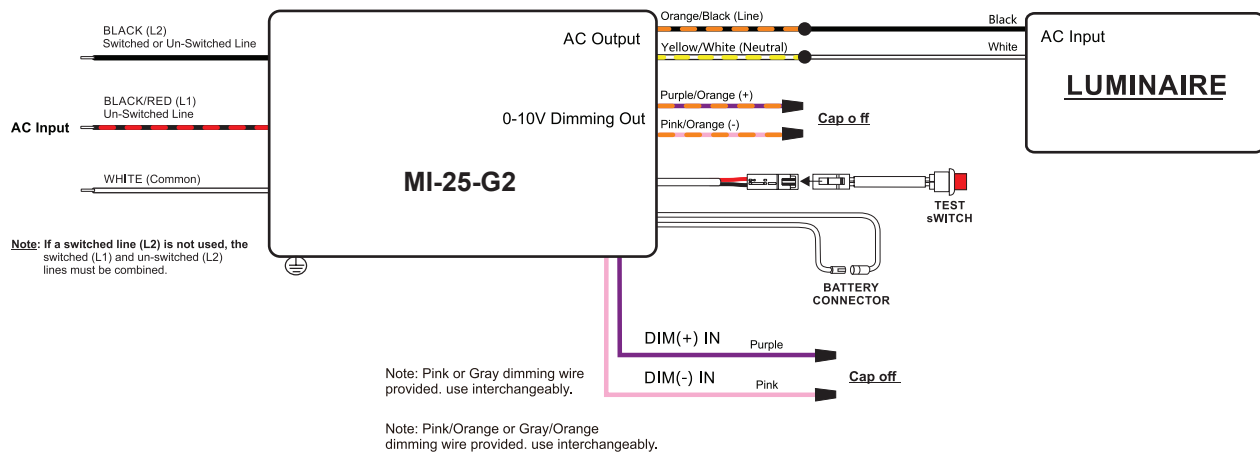 BLACK (L2)
Switched or Un-Switched Line
BLACK/RED (L1)
Un-Switched Line
AC Input
WHITE (Common)
Note: If a switched line (L2) is not used, the
switched (L1) and un-switched (L2)
lines must be combined.
AC Output
0-10V Dimming Out
MI-25-G2
Orange/Black (Line)
Yellow/White (Neutral)
Purple/Orange (+)
Pink/Orange (-)
Cap o ff
Black
White
AC Input
LUMINAIRE
TEST
sWITCH
BATTERY
CONNECTOR
DIM(+) IN
Purple
DIM(-) IN
Pink
Cap off
Note: Pink or Gray dimming wire
provided. use interchangeably.
Note: Pink/Orange or Gray/Orange
dimming wire provided. use interchangeably.